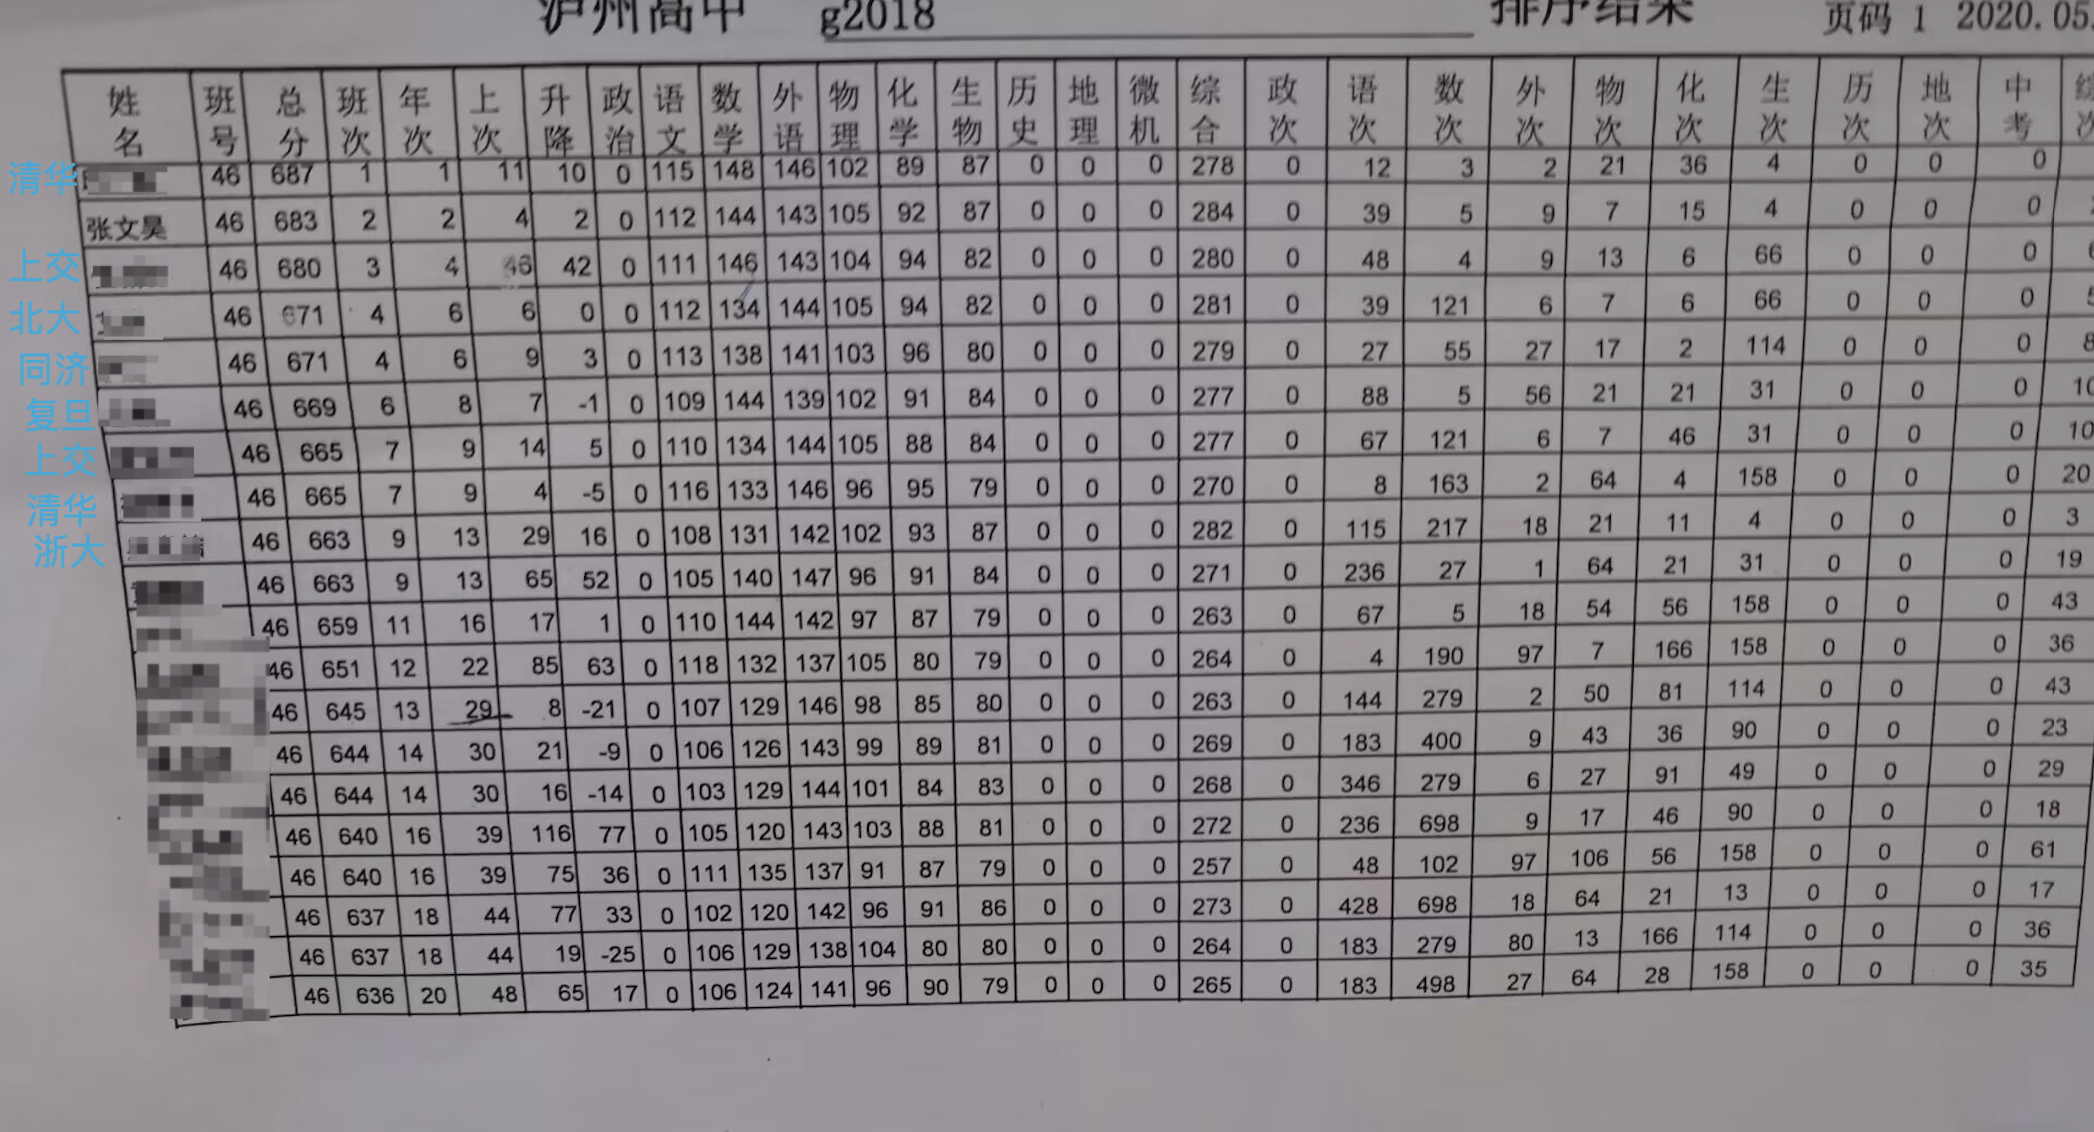 泸州高中 g2018 排序结果 页码 1 2020.05
姓名 班号 总分 班次 年次 上次 升降 政治 语文 数学 外语 物理 化学 生物 历史 地理 微机 综合 政次 语次 数次 外次 物次 化次 生次 历次 地次 中考 综次
清华 46 687 1 1 11 10 0 115 148 146 102 89 87 0 0 0 278 0 12 3 2 21 36 4 0 0 0
张文昊 46 683 2 2 4 2 0 112 144 143 105 92 87 0 0 0 284 0 39 5 9 7 15 4 0 0 0
上交 46 680 3 4 46 42 0 111 146 143 104 94 82 0 0 0 280 0 48 4 9 13 6 66 0 0 0 6
北大 46 671 4 6 6 0 0 112 134 144 105 94 82 0 0 0 281 0 39 121 6 7 6 66 0 0 0 5
同济 46 671 4 6 9 3 0 113 138 141 103 96 80 0 0 0 279 0 27 55 27 17 2 114 0 0 0 8
复旦 46 669 6 8 7 -1 0 109 144 139 102 91 84 0 0 0 277 0 88 5 56 21 21 31 0 0 0 10
上交 46 665 7 9 14 5 0 110 134 144 105 88 84 0 0 0 277 0 67 121 6 7 46 31 0 0 0 10
清华 46 665 7 9 4 -5 0 116 133 146 96 95 79 0 0 0 270 0 8 163 2 64 4 158 0 0 0 20
浙大 46 663 9 13 29 16 0 108 131 142 102 93 87 0 0 0 282 0 115 217 18 21 11 4 0 0 0 3
46 663 9 13 65 52 0 105 140 147 96 91 84 0 0 0 271 0 236 27 1 64 21 31 0 0 0 19
46 659 11 16 17 1 0 110 144 142 97 87 79 0 0 0 263 0 67 5 18 54 56 158 0 0 0 43
46 651 12 22 85 63 0 118 132 137 105 80 79 0 0 0 264 0 4 190 97 7 166 158 0 0 0 36
46 645 13 29 8 -21 0 107 129 146 98 85 80 0 0 0 263 0 144 279 2 50 81 114 0 0 0 43
46 644 14 30 21 -9 0 106 126 143 99 89 81 0 0 0 269 0 183 400 9 43 36 90 0 0 0 23
46 644 14 30 16 -14 0 103 129 144 101 84 83 0 0 0 268 0 346 279 6 27 91 49 0 0 0 29
46 640 16 39 116 77 0 105 120 143 103 88 81 0 0 0 272 0 236 698 9 17 46 90 0 0 0 18
46 640 16 39 75 36 0 111 135 137 91 87 79 0 0 0 257 0 48 102 97 106 56 158 0 0 0 61
46 637 18 44 77 33 0 102 120 142 96 91 86 0 0 0 273 0 428 698 18 64 21 13 0 0 0 17
46 637 18 44 19 -25 0 106 129 138 104 80 80 0 0 0 264 0 183 279 80 13 166 114 0 0 0 36
46 636 20 48 65 17 0 106 124 141 96 90 79 0 0 0 265 0 183 498 27 64 28 158 0 0 0 35